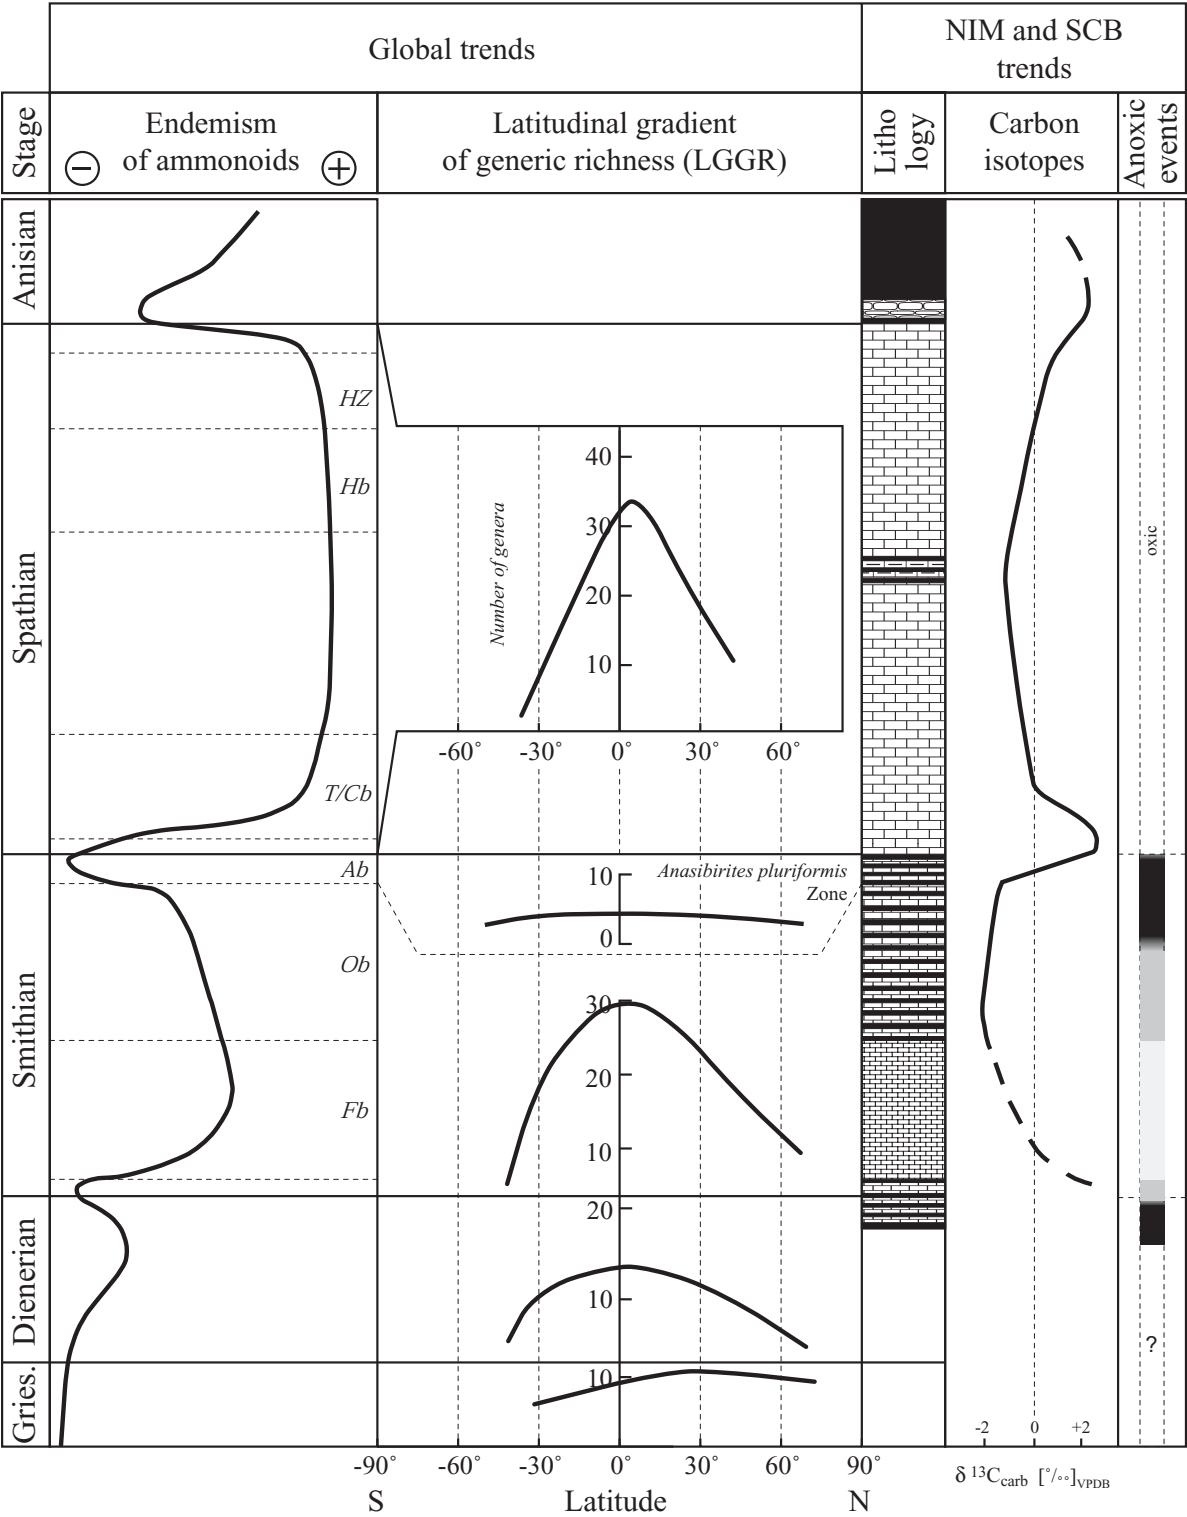 Global trends
NIM and SCB
trends
Stage
Endemism
of ammonoids
−
+
Latitudinal gradient
of generic richness (LGGR)
Litho
logy
Carbon
isotopes
Anoxic
events
Anisian
Spathian
HZ
Hb
T/Cb
Number of genera
40
30
20
10
-60°
-30°
0°
30°
60°
oxic
Smithian
Ab
Ob
Fb
10
0
Anasibirites pluriformis
Zone
30
20
10
Dienerian
20
10
?
Gries.
10
-2
0
+2
-90°
-60°
-30°
0°
30°
60°
90°
S
Latitude
N
δ ¹³Ccarb [°/°°]VPDB